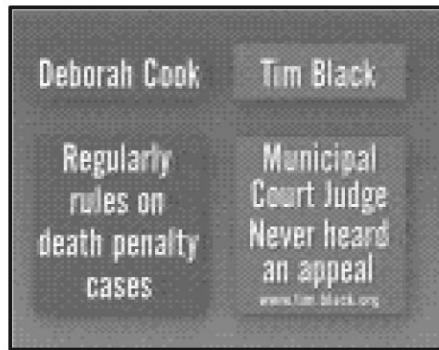 Deborah Cook
Tim Black
Regularly
rules on
death penalty
cases
Municipal
Court Judge
Never heard
an appeal
www.tim.black.org